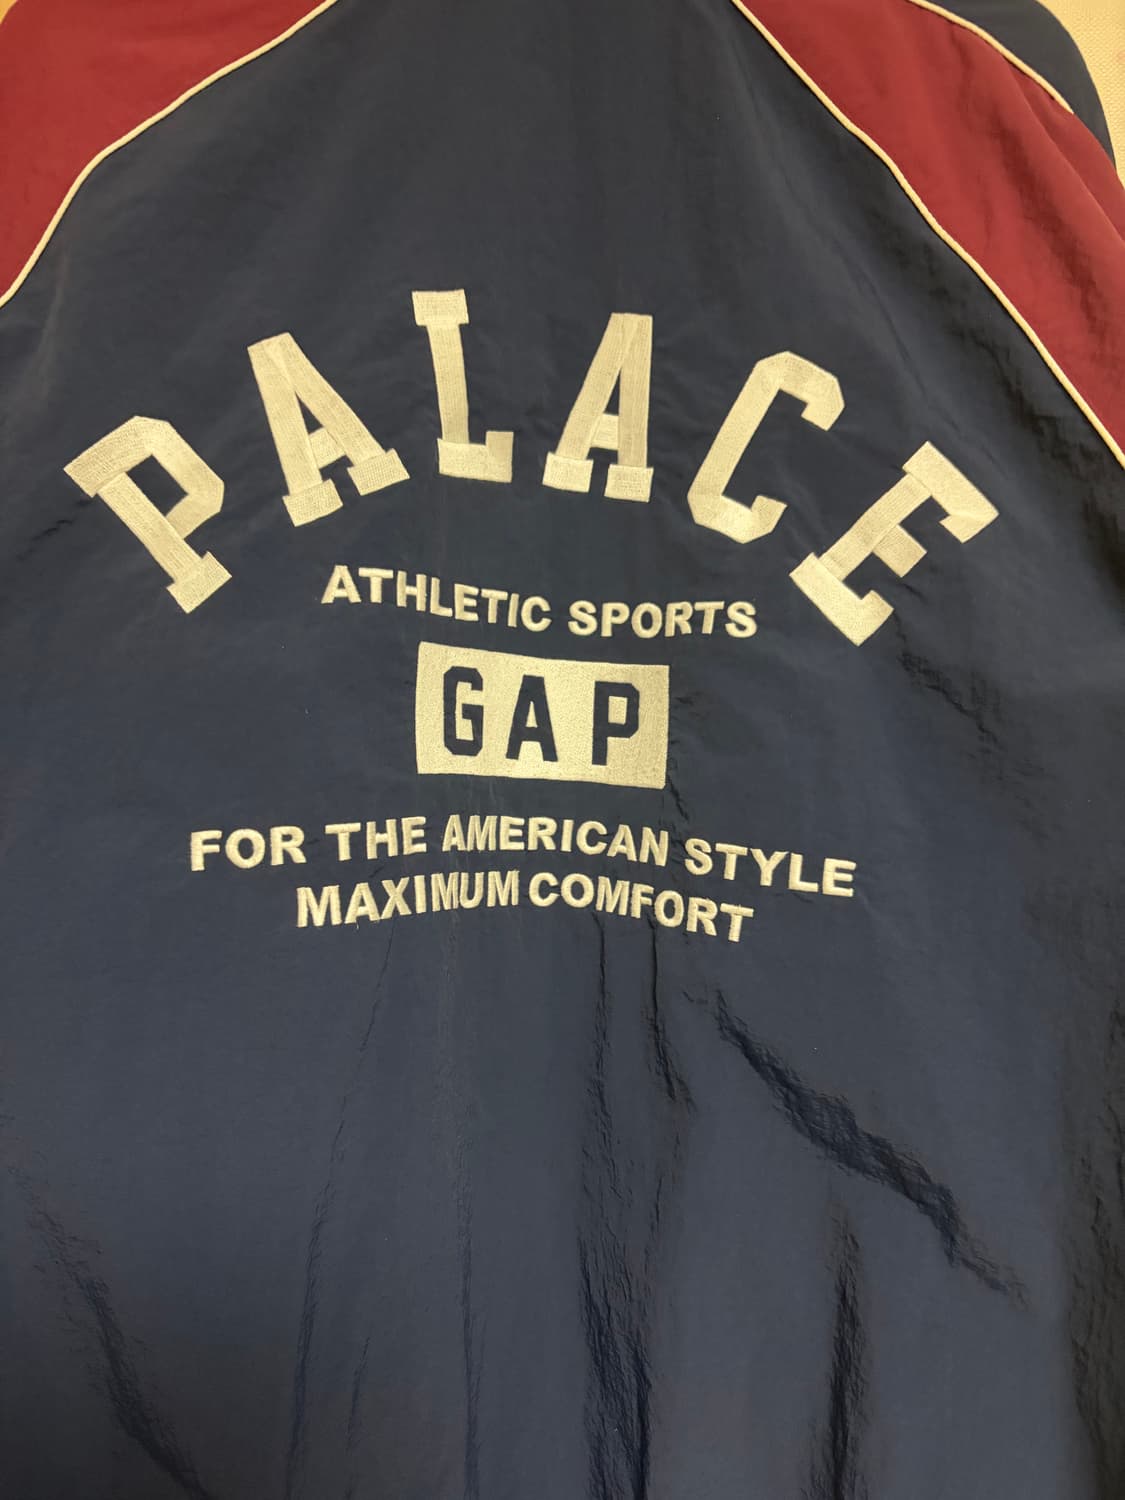 PALACE
ATHLETIC SPORTS
GAP
FOR THE AMERICAN STYLE
MAXIMUM COMFORT